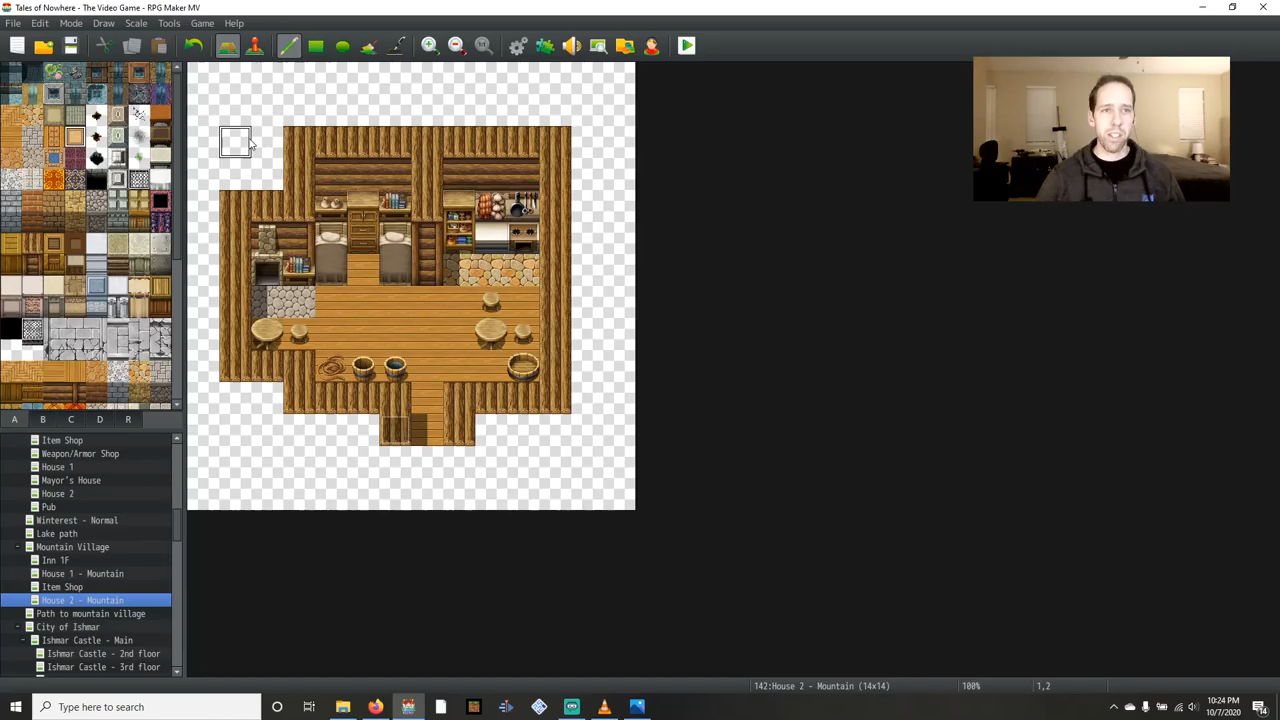 Tales of Nowhere - The Video Game - RPG Maker MV
File Edit Mode Draw Scale Tools Game Help
A B C D R
Item Shop
Weapon/Armor Shop
House 1
Mayor's House
House 2
Pub
Winterest - Normal
Lake path
Mountain Village
Inn 1F
House 1 - Mountain
Item Shop
House 2 - Mountain
Path to mountain village
City of Ishmar
Ishmar Castle - Main
Ishmar Castle - 2nd floor
Ishmar Castle - 3rd floor
142:House 2 - Mountain (14x14) 100% 1,2
Type here to search
10:24 PM
10/7/2020